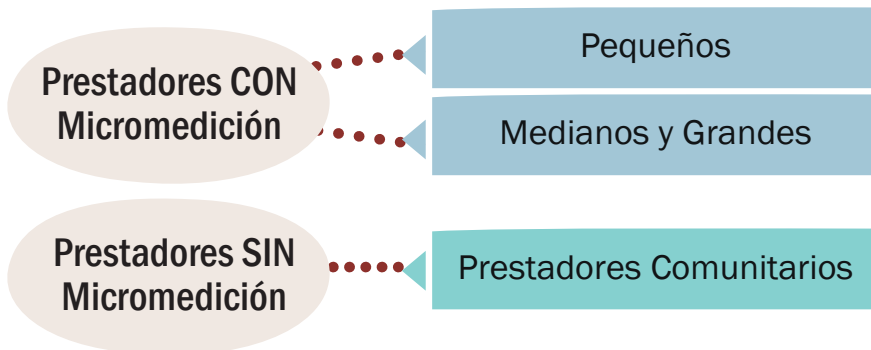 Prestadores CON
Micromedición
Pequeños
Medianos y Grandes
Prestadores SIN
Micromedición
Prestadores Comunitarios